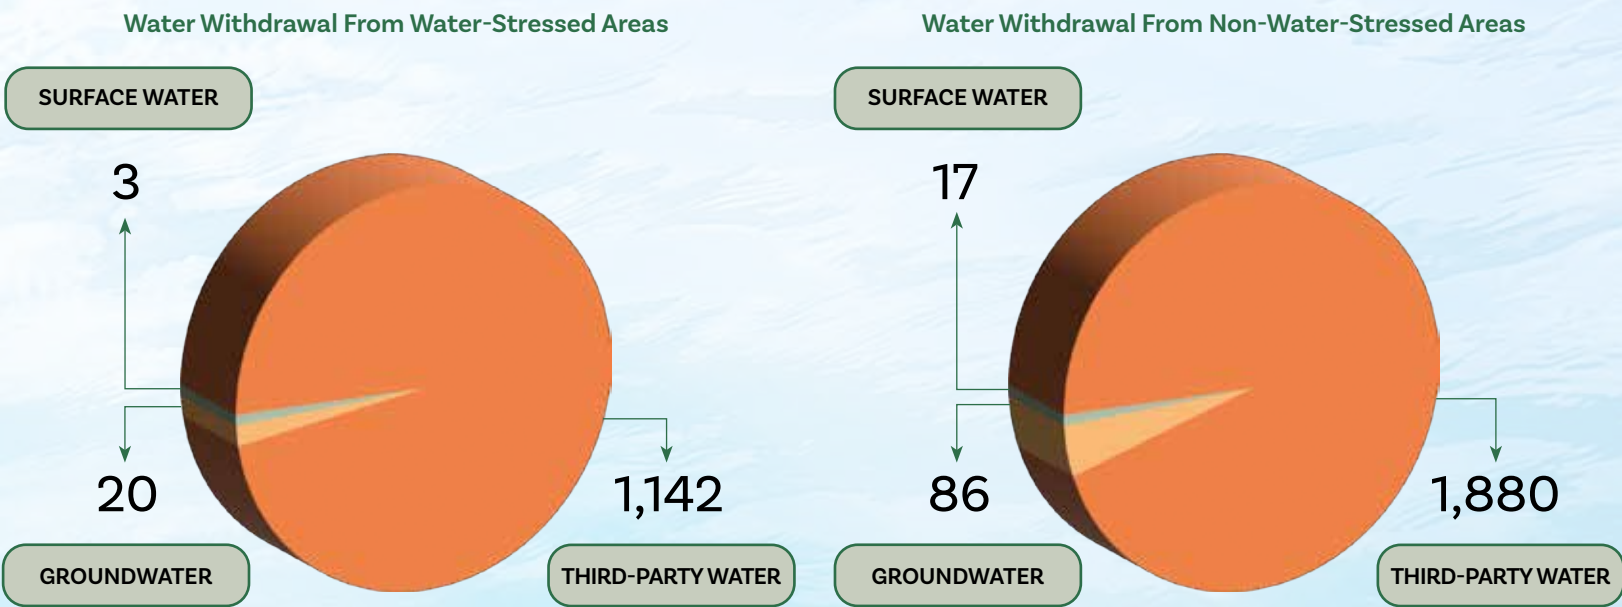 Water Withdrawal From Water-Stressed Areas
SURFACE WATER
3
20
GROUNDWATER
1,142
THIRD-PARTY WATER
Water Withdrawal From Non-Water-Stressed Areas
SURFACE WATER
17
86
GROUNDWATER
1,880
THIRD-PARTY WATER